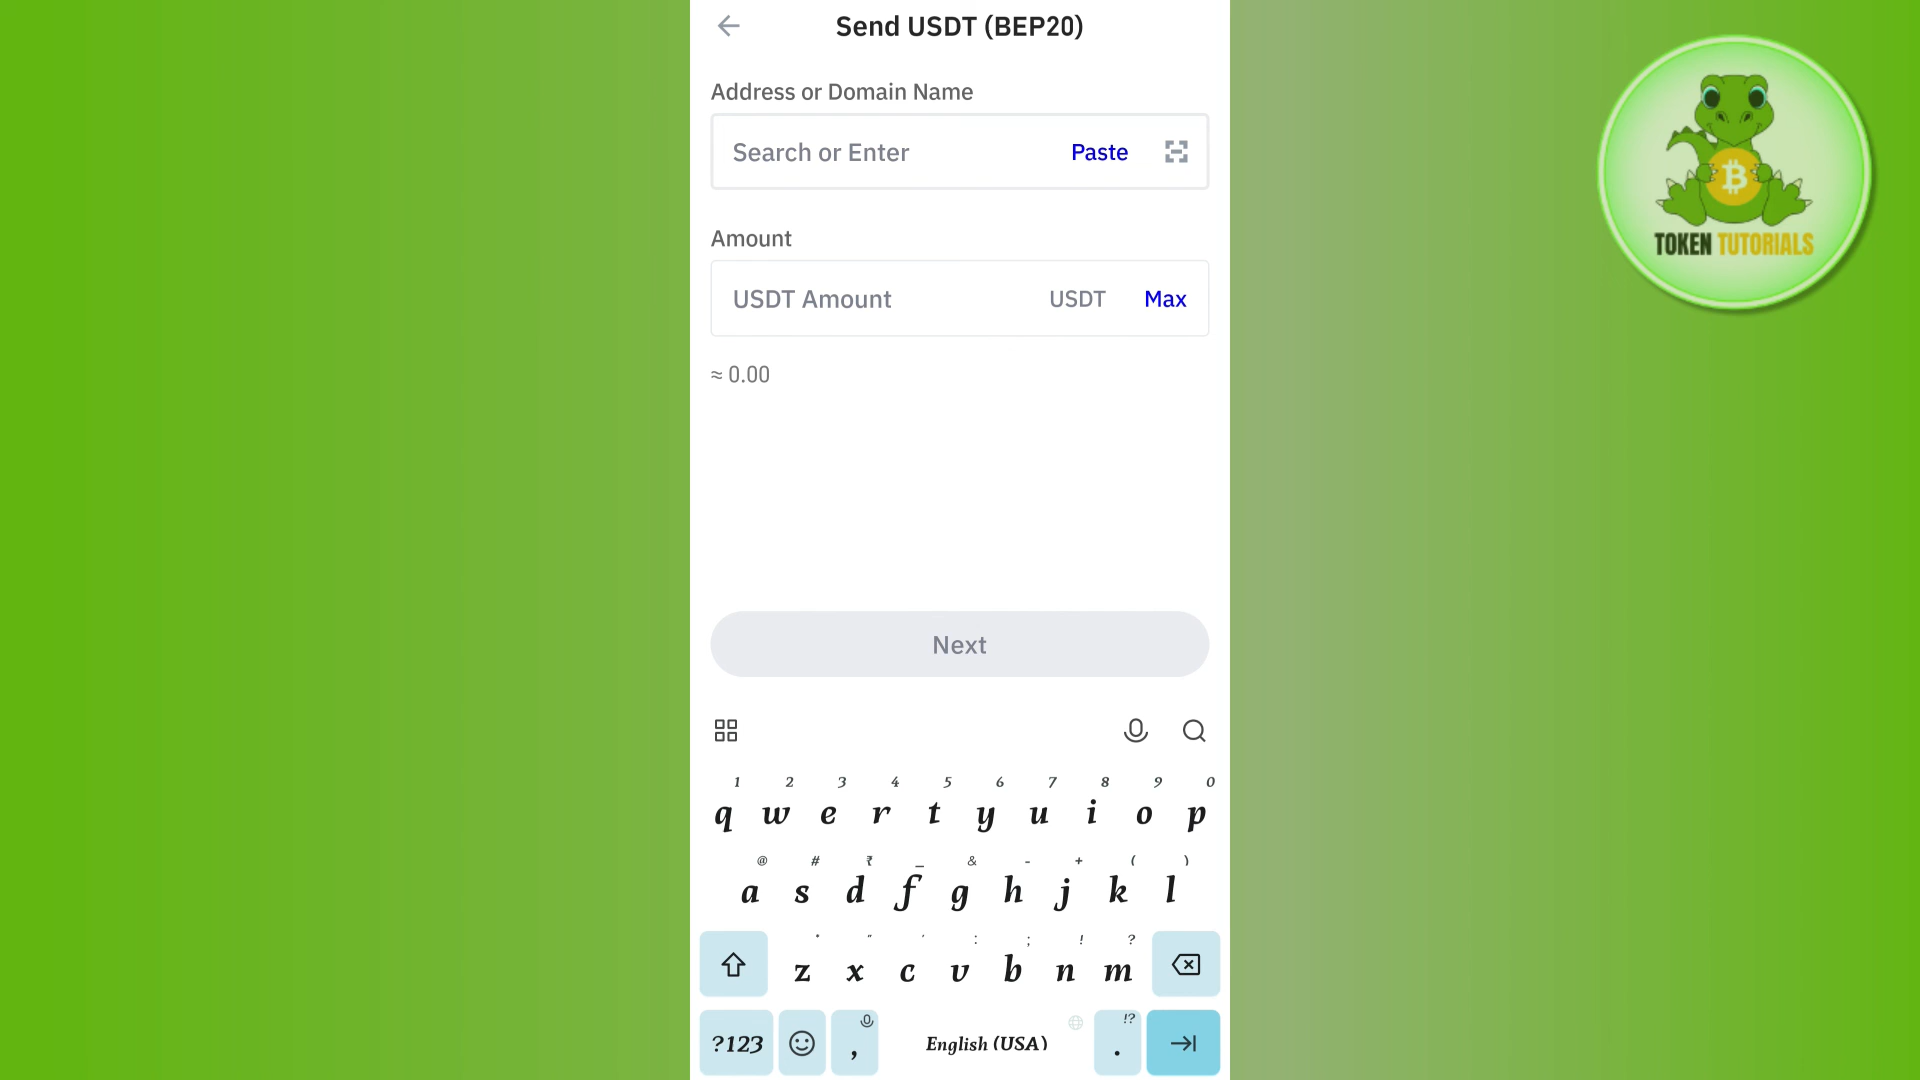 Send USDT (BEP20)
Address or Domain Name
Search or Enter Paste
Amount
USDT Amount USDT Max
≈ 0.00
Next
1 2 3 4 5 6 7 8 9 0
q w e r t y u i o p
@ # ₹ _ & - + ( )
a s d f g h j k l
* " ' : ; ! ?
z x c v b n m
!?
?123 , English (USA) .
TOKEN TUTORIALS